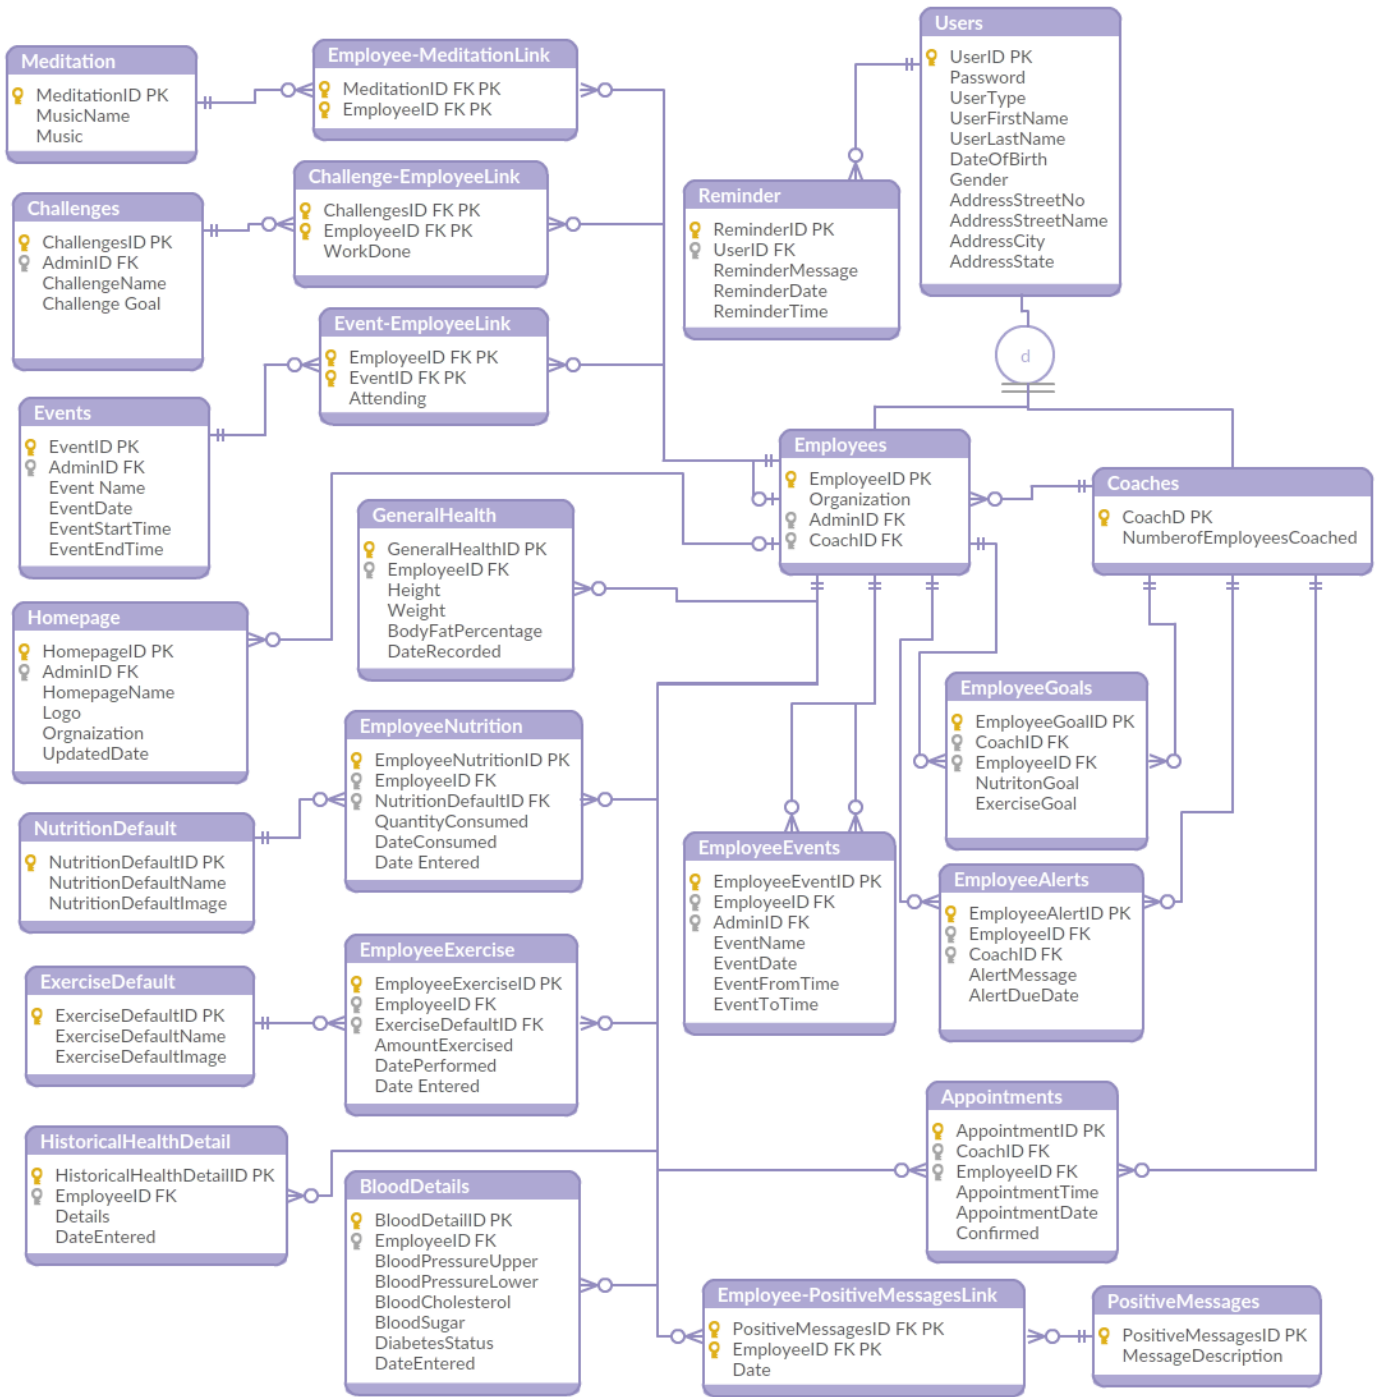 Meditation
MeditationID PK
MusicName
Music
Employee-MeditationLink
MeditationID FK PK
EmployeeID FK PK
Users
UserID PK
Password
UserType
UserFirstName
UserLastName
DateOfBirth
Gender
AddressStreetNo
AddressStreetName
AddressCity
AddressState
Challenges
ChallengesID PK
AdminID FK
ChallengeName
Challenge Goal
Challenge-EmployeeLink
ChallengesID FK PK
EmployeeID FK PK
WorkDone
Reminder
ReminderID PK
UserID FK
ReminderMessage
ReminderDate
ReminderTime
d
Event-EmployeeLink
EmployeeID FK PK
EventID FK PK
Attending
Events
EventID PK
AdminID FK
Event Name
EventDate
EventStartTime
EventEndTime
Employees
EmployeeID PK
Organization
AdminID FK
CoachID FK
Coaches
CoachD PK
NumberofEmployeesCoached
GeneralHealth
GeneralHealthID PK
EmployeeID FK
Height
Weight
BodyFatPercentage
DateRecorded
Homepage
HomepageID PK
AdminID FK
HomepageName
Logo
Orgnaization
UpdatedDate
EmployeeGoals
EmployeeGoalID PK
CoachID FK
EmployeeID FK
NutritonGoal
ExerciseGoal
EmployeeNutrition
EmployeeNutritionID PK
EmployeeID FK
NutritionDefaultID FK
QuantityConsumed
DateConsumed
Date Entered
NutritionDefault
NutritionDefaultID PK
NutritionDefaultName
NutritionDefaultImage
EmployeeEvents
EmployeeEventID PK
EmployeeID FK
AdminID FK
EventName
EventDate
EventFromTime
EventToTime
EmployeeAlerts
EmployeeAlertID PK
EmployeeID FK
CoachID FK
AlertMessage
AlertDueDate
EmployeeExercise
EmployeeExerciseID PK
EmployeeID FK
ExerciseDefaultID FK
AmountExercised
DatePerformed
Date Entered
ExerciseDefault
ExerciseDefaultID PK
ExerciseDefaultName
ExerciseDefaultImage
Appointments
AppointmentID PK
CoachID FK
EmployeeID FK
AppointmentTime
AppointmentDate
Confirmed
HistoricalHealthDetail
HistoricalHealthDetailID PK
EmployeeID FK
Details
DateEntered
BloodDetails
BloodDetailID PK
EmployeeID FK
BloodPressureUpper
BloodPressureLower
BloodCholesterol
BloodSugar
DiabetesStatus
DateEntered
Employee-PositiveMessagesLink
PositiveMessagesID FK PK
EmployeeID FK PK
Date
PositiveMessages
PositiveMessagesID PK
MessageDescription